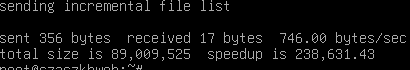 sending incremental file list
sent 356 bytes  received 17 bytes  746.00 bytes/sec
total size is 89,009,525  speedup is 238,631.43